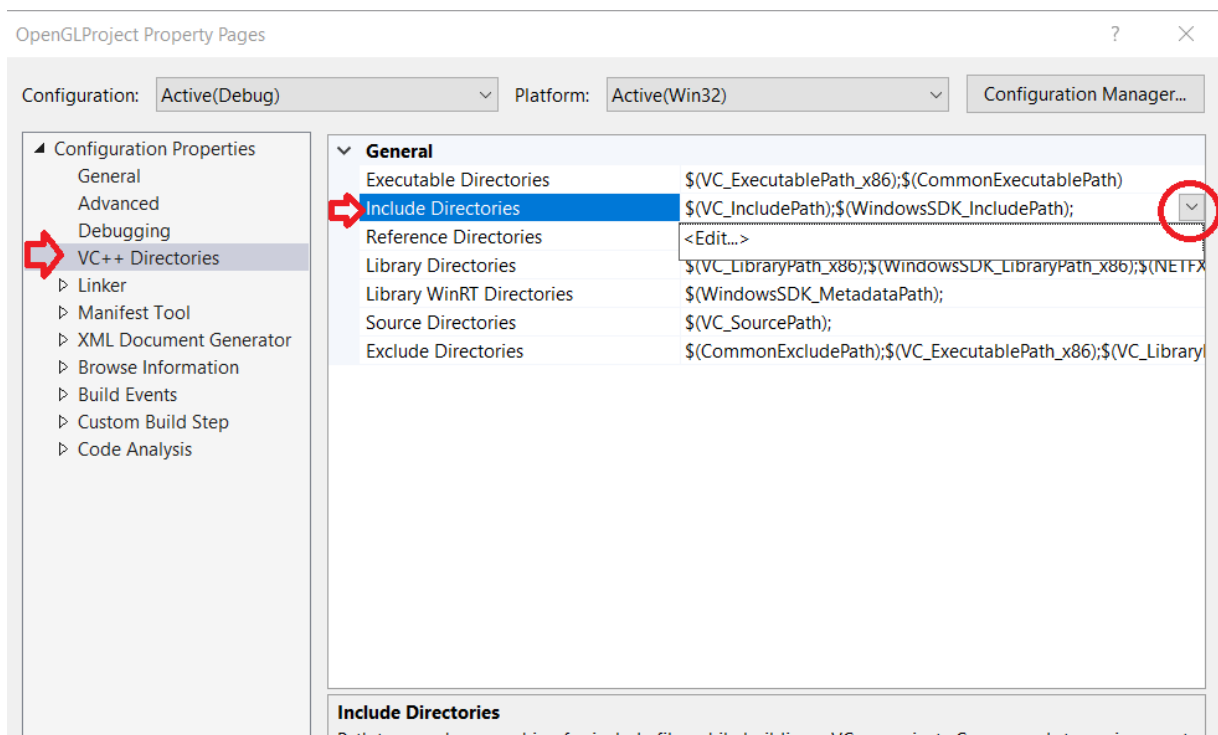 OpenGLProject Property Pages ?
Configuration: Active(Debug) Platform: Active(Win32) Configuration Manager...
Configuration Properties
General
Advanced
Debugging
VC++ Directories
Linker
Manifest Tool
XML Document Generator
Browse Information
Build Events
Custom Build Step
Code Analysis
General
Executable Directories $(VC_ExecutablePath_x86);$(CommonExecutablePath)
Include Directories $(VC_IncludePath);$(WindowsSDK_IncludePath);
Reference Directories <Edit...>
Library Directories $(VC_LibraryPath_x86);$(WindowsSDK_LibraryPath_x86);$(NETFX
Library WinRT Directories $(WindowsSDK_MetadataPath);
Source Directories $(VC_SourcePath);
Exclude Directories $(CommonExcludePath);$(VC_ExecutablePath_x86);$(VC_Library
Include Directories